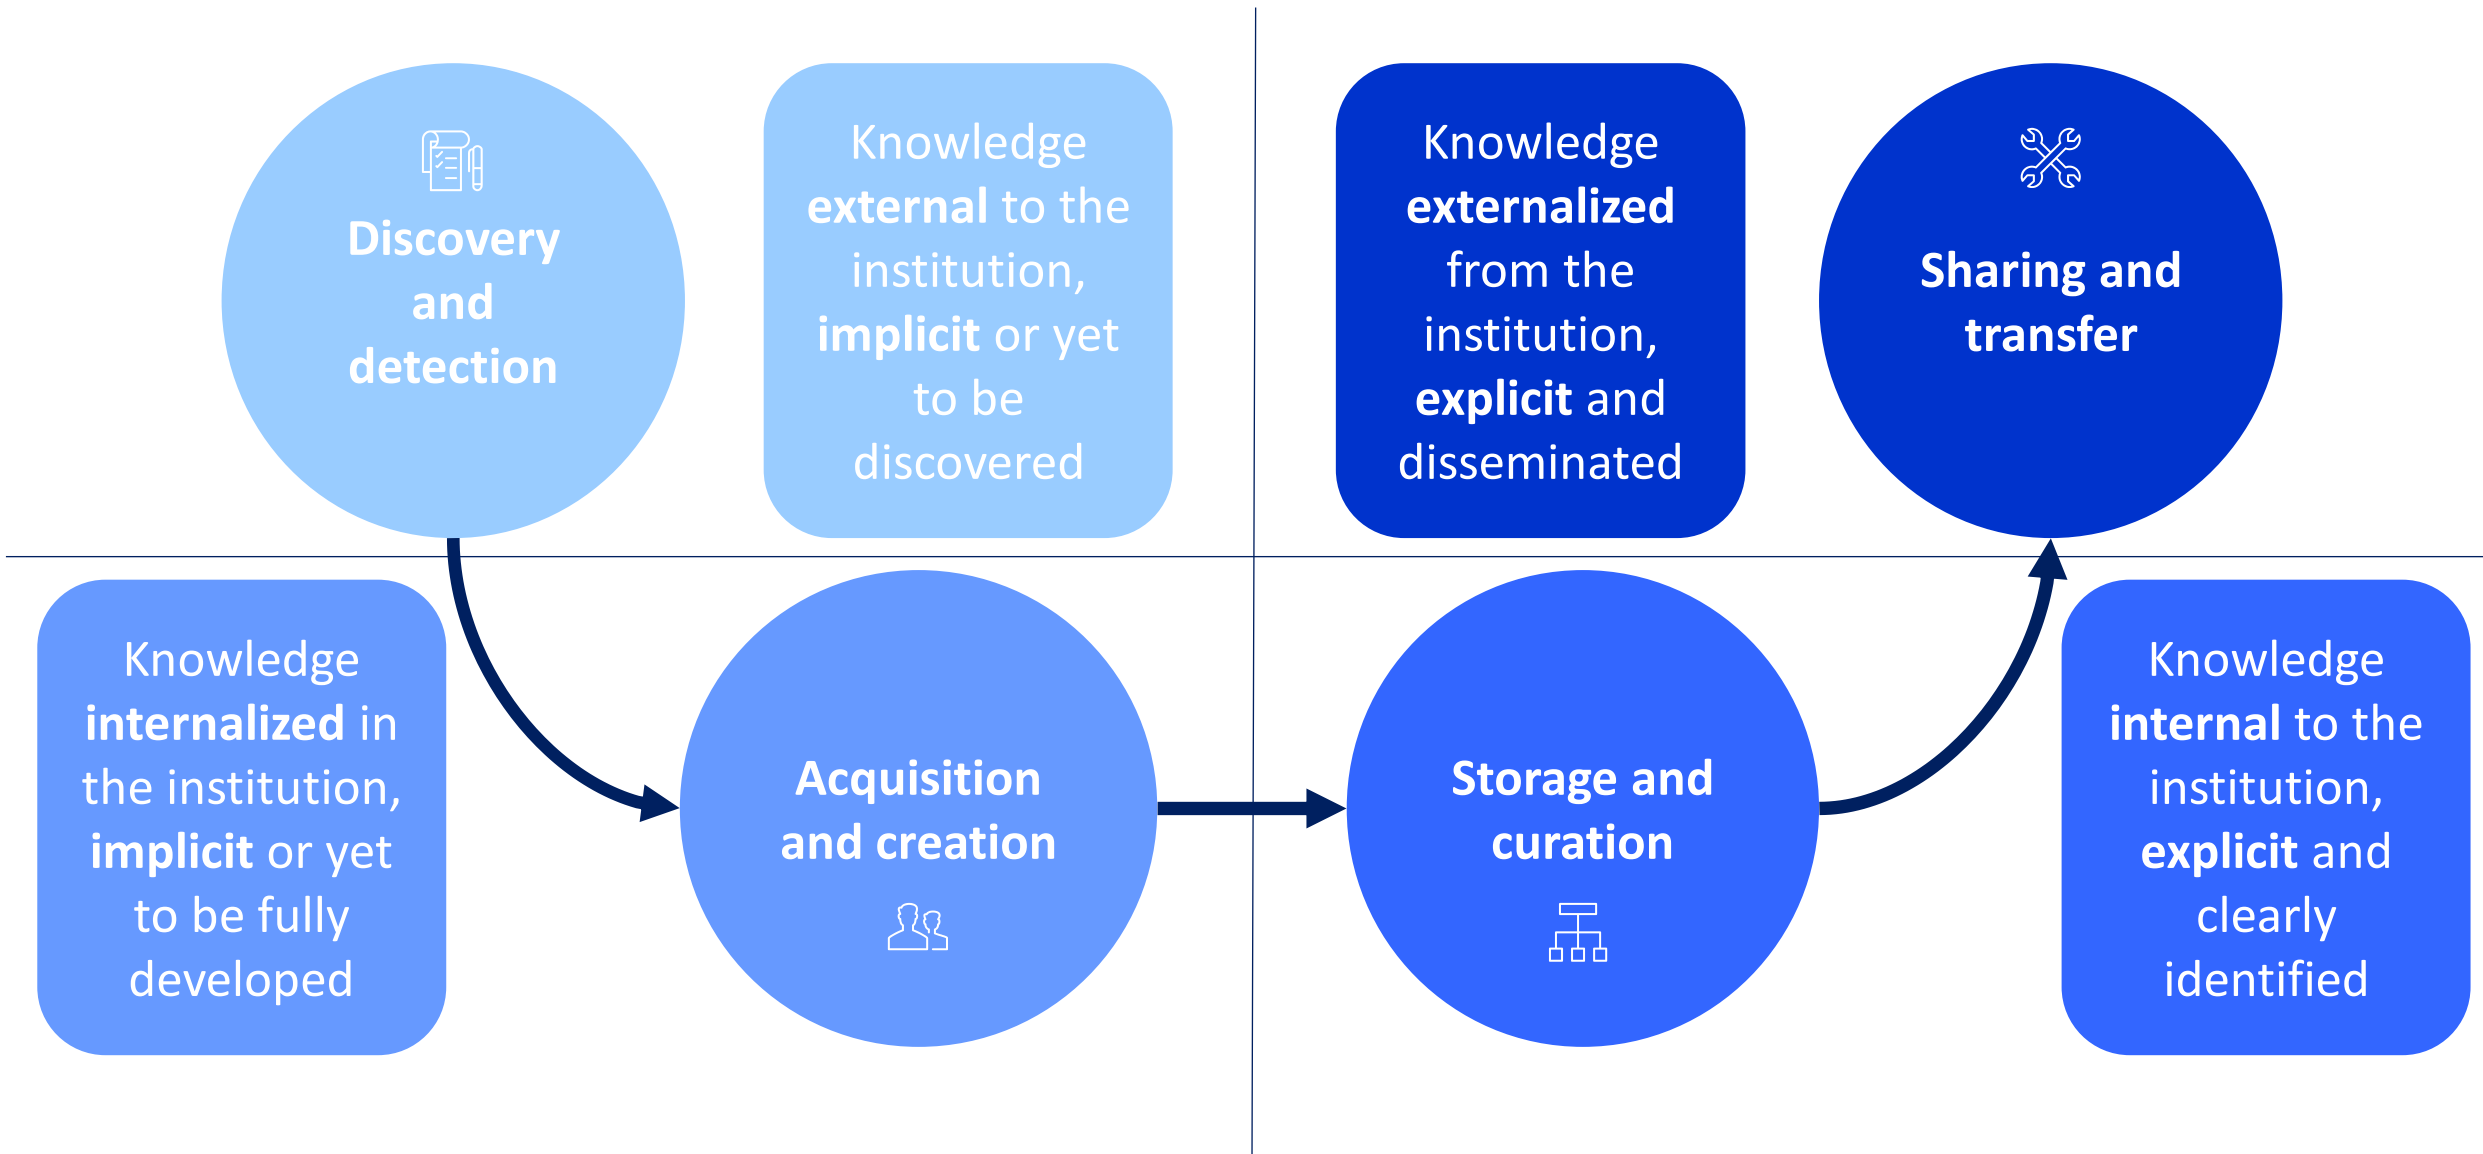 Discovery
and
detection
Knowledge
external to the
institution,
implicit or yet
to be
discovered
Knowledge
externalized
from the
institution,
explicit and
disseminated
Sharing and
transfer
Knowledge
internalized in
the institution,
implicit or yet
to be fully
developed
Acquisition
and creation
Storage and
curation
Knowledge
internal to the
institution,
explicit and
clearly
identified